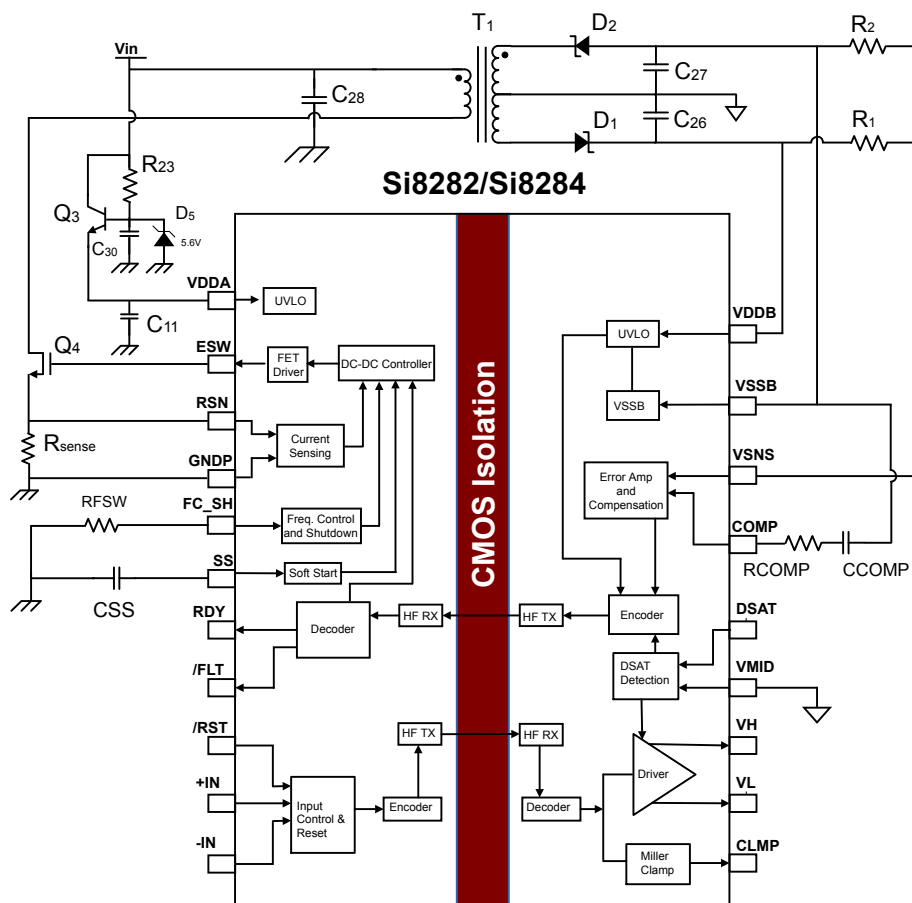 T1
D2
R2
Vin
C27
C28
D1
C26
R1
R23
Si8282/Si8284
Q3
D5
C30
5.6V
VDDA
UVLO
C11
VDDB
UVLO
Q4
ESW
FET
Driver
DC-DC Controller
VSSB
VSSB
RSN
Current
Sensing
Rsense
GNDP
VSNS
Error Amp
and
Compensation
CMOS Isolation
FC_SH
RFSW
Freq. Control
and Shutdown
COMP
RCOMP
CCOMP
SS
Soft Start
CSS
RDY
Decoder
HF RX
HF TX
Encoder
DSAT
/FLT
DSAT
Detection
VMID
/RST
HF TX
HF RX
VH
Driver
+IN
Input
Control &
Reset
Encoder
Decoder
VL
-IN
Miller
Clamp
CLMP